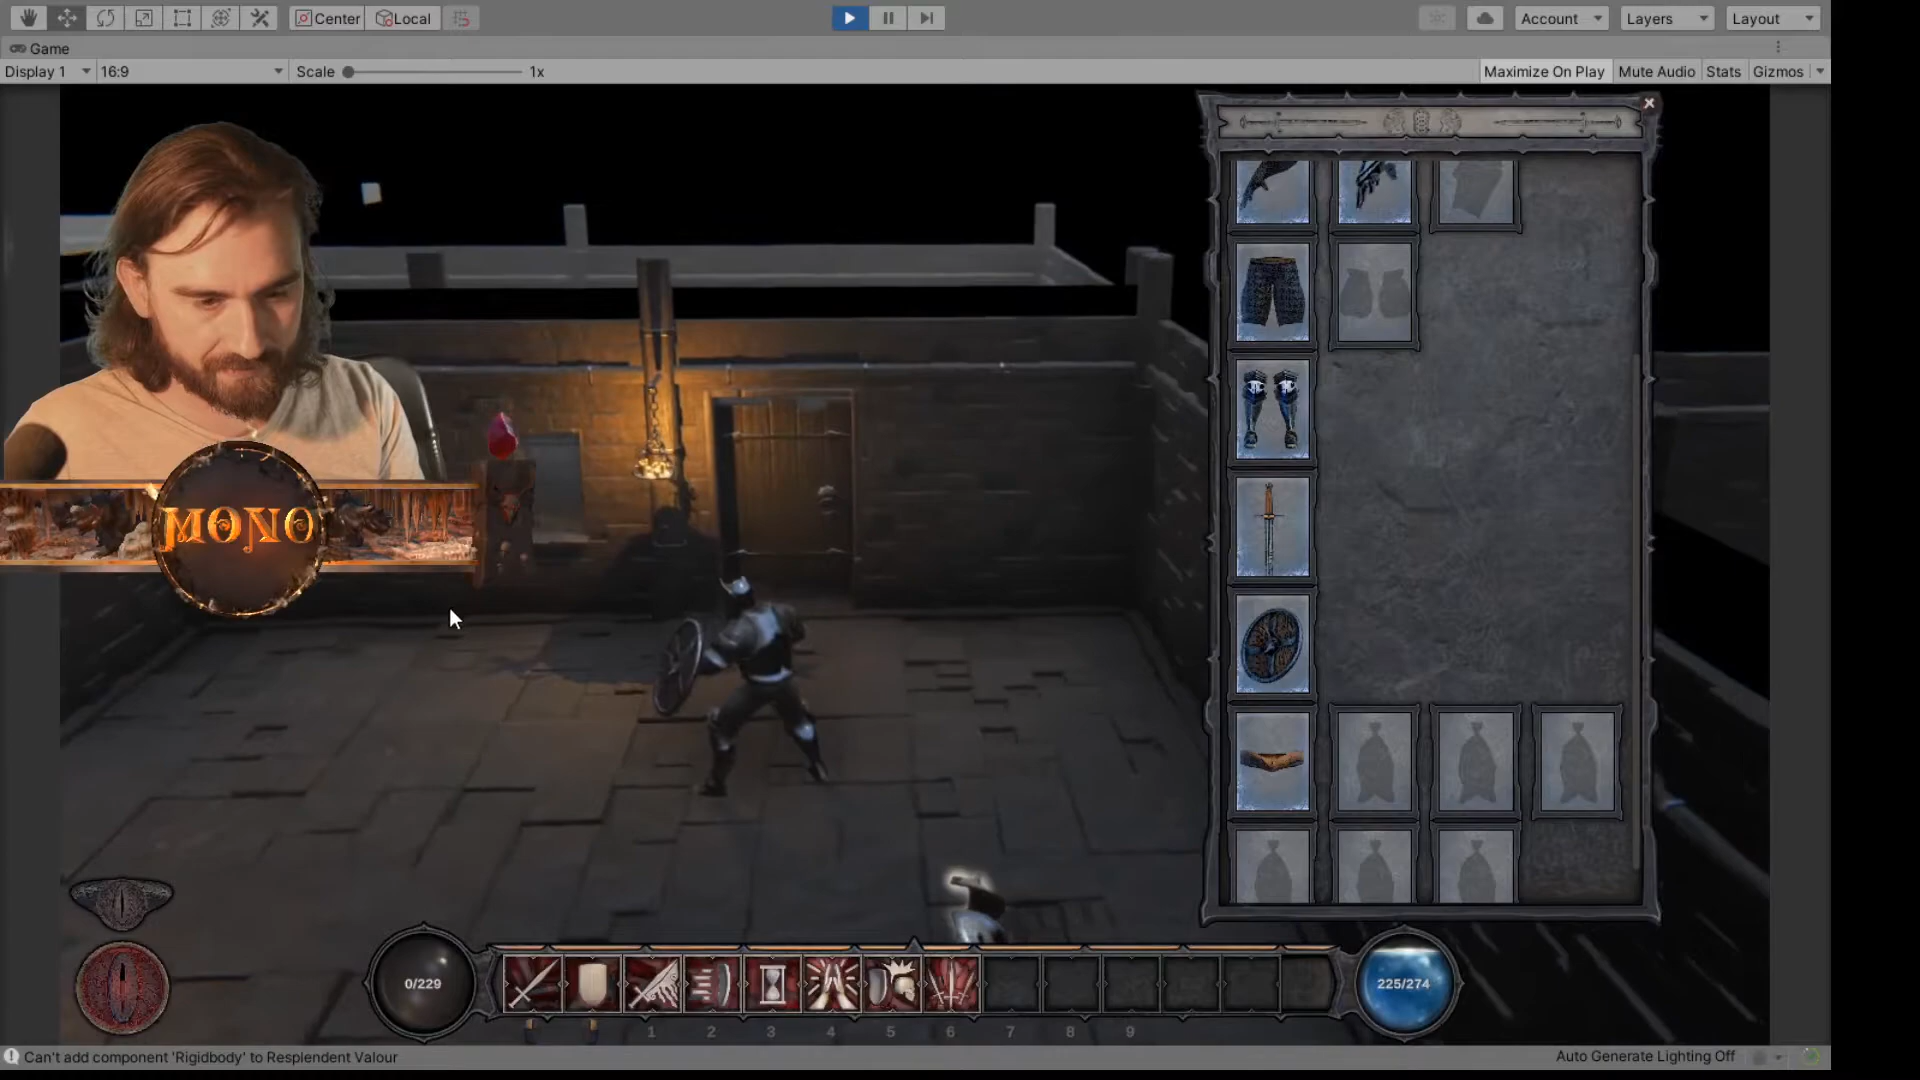 Center
Local
Account
Layers
Layout
Game
Display 1
16:9
Scale
1x
Maximize On Play
Mute Audio
Stats
Gizmos
MONO
0/229
225/274
1
2
3
4
5
6
7
8
9
Can't add component 'Rigidbody' to Resplendent Valour
Auto Generate Lighting Off